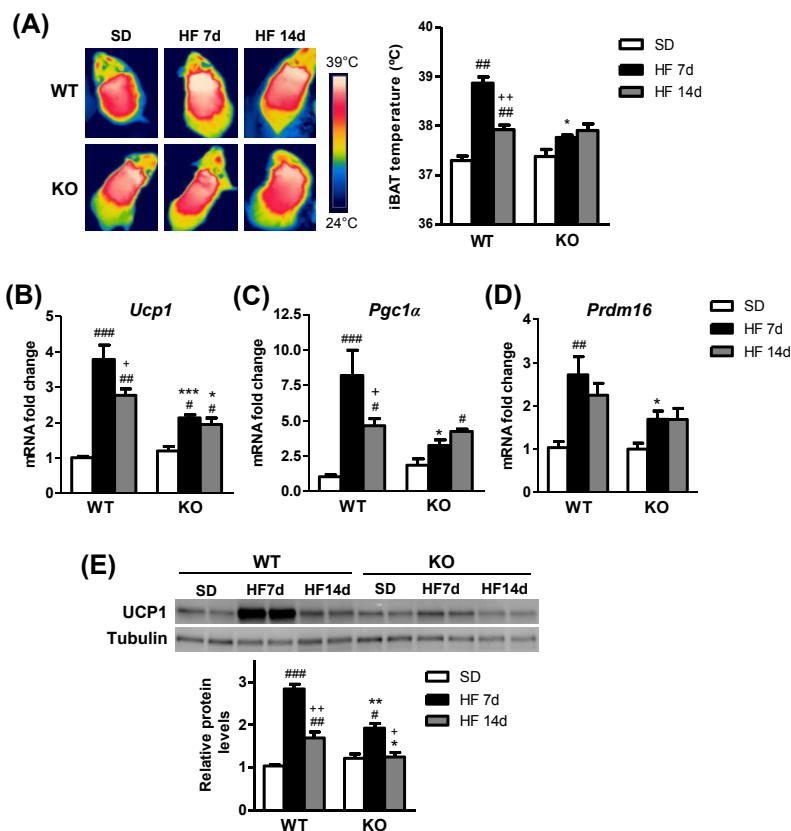 (A)
SD HF 7d HF 14d
WT
KO
39°C
24°C
iBAT temperature (ºC)
39
38
37
36
##
++
##
*
WT KO
SD
HF 7d
HF 14d
(B)
Ucp1
mRNA fold change
5
4
3
2
1
0
###
+
##
***
#
*
#
WT KO
(C)
Pgc1α
mRNA fold change
12.5
10.0
7.5
5.0
2.5
0.0
###
+
#
*
#
WT KO
(D)
Prdm16
mRNA fold change
4
3
2
1
0
##
*
WT KO
SD
HF 7d
HF 14d
(E)
WT KO
SD HF7d HF14d SD HF7d HF14d
UCP1
Tubulin
Relative protein
levels
3
2
1
0
###
++
##
**
#
+
*
WT KO
SD
HF 7d
HF 14d